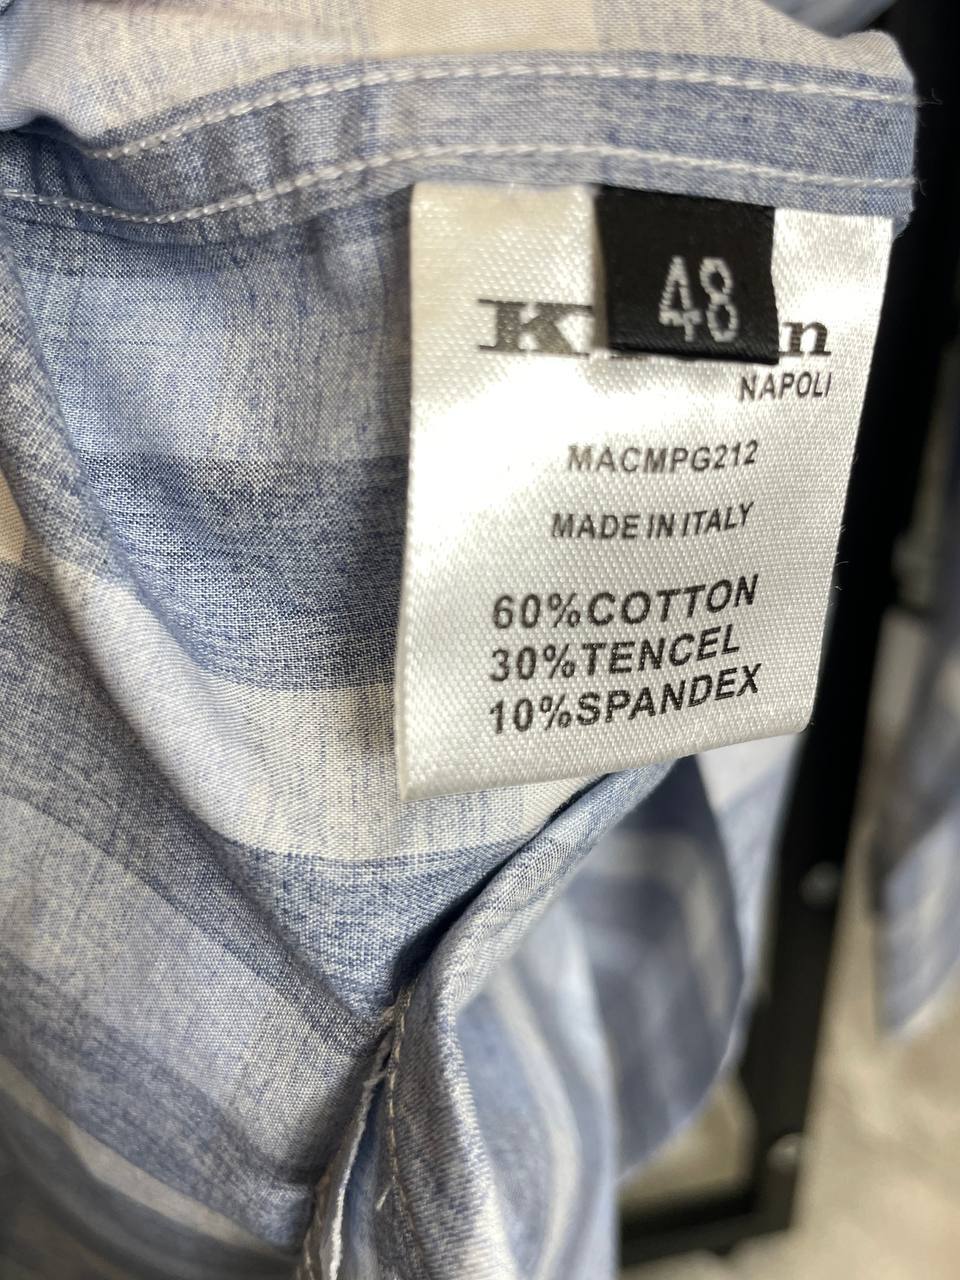 48
NAPOLI
MACMPG212
MADE IN ITALY
60%COTTON
30%TENCEL
10%SPANDEX